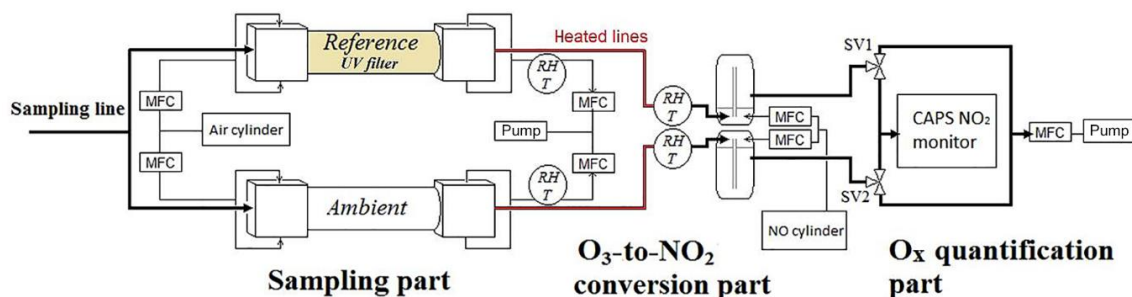 Sampling line
MFC
MFC
Air cylinder
Reference
UV filter
Ambient
RH
T
RH
T
MFC
Pump
MFC
Heated lines
RH
T
RH
T
MFC
MFC
NO cylinder
SV1
SV2
CAPS NO₂
monitor
MFC
Pump
Sampling part
O₃-to-NO₂
conversion part
Oₓ quantification
part